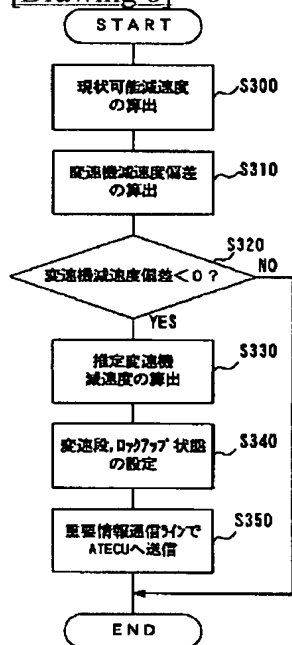 [Drawing 6]
START
現状可能減速度
の算出
S300
変速機減速度偏差
の算出
S310
S320
変速機減速度偏差<0?
NO
YES
推定変速機
減速度の算出
S330
変速段,ロックアップ状態
の設定
S340
重要情報通信ラインで
ATECUへ送信
S350
END